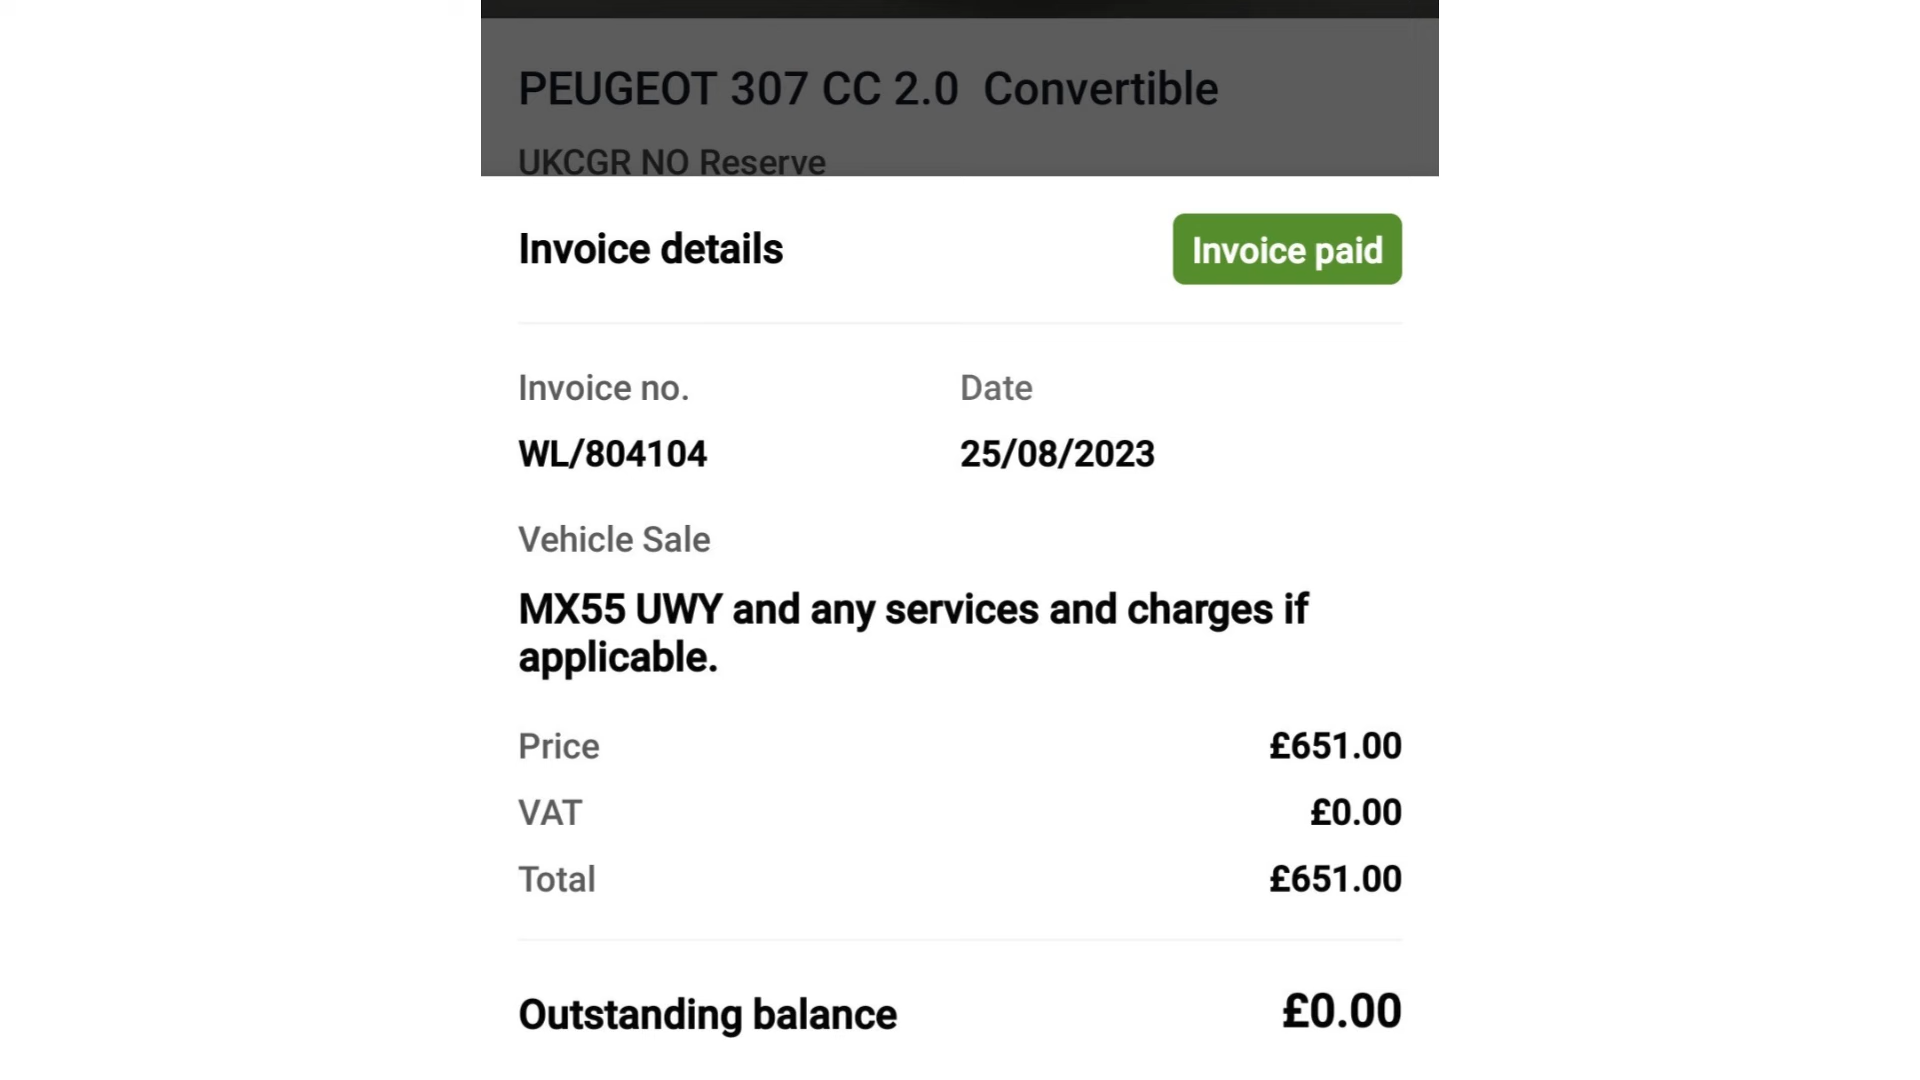 PEUGEOT 307 CC 2.0 Convertible
UKCGR NO Reserve
Invoice details
Invoice paid
Invoice no.
Date
WL/804104
25/08/2023
Vehicle Sale
MX55 UWY and any services and charges if
applicable.
Price
£651.00
VAT
£0.00
Total
£651.00
Outstanding balance
£0.00